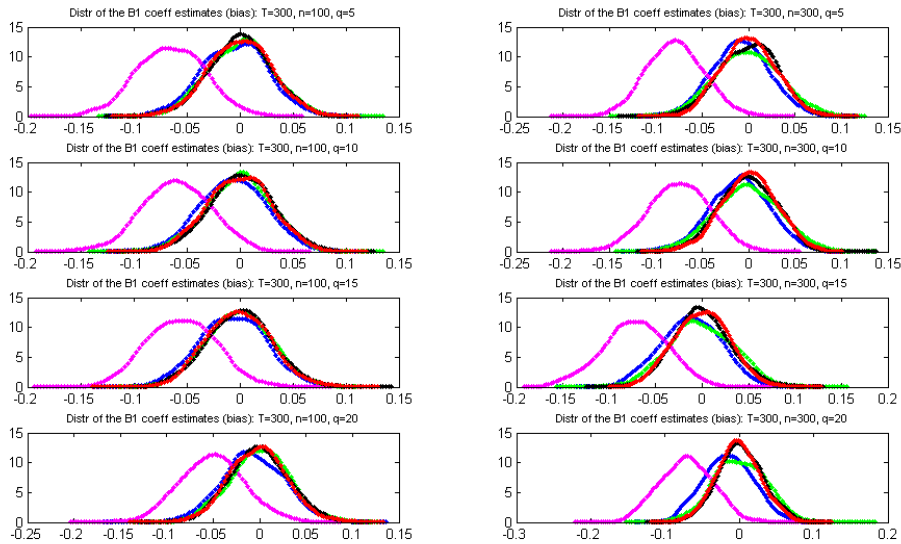 Distr of the B1 coeff estimates (bias): T=300, n=100, q=5
15
10
5
0
-0.2 -0.15 -0.1 -0.05 0 0.05 0.1 0.15
Distr of the B1 coeff estimates (bias): T=300, n=300, q=5
15
10
5
0
-0.25 -0.2 -0.15 -0.1 -0.05 0 0.05 0.1 0.15
Distr of the B1 coeff estimates (bias): T=300, n=100, q=10
15
10
5
0
-0.2 -0.15 -0.1 -0.05 0 0.05 0.1 0.15
Distr of the B1 coeff estimates (bias): T=300, n=300, q=10
15
10
5
0
-0.25 -0.2 -0.15 -0.1 -0.05 0 0.05 0.1 0.15
Distr of the B1 coeff estimates (bias): T=300, n=100, q=15
15
10
5
0
-0.2 -0.15 -0.1 -0.05 0 0.05 0.1 0.15
Distr of the B1 coeff estimates (bias): T=300, n=300, q=15
15
10
5
0
-0.2 -0.15 -0.1 -0.05 0 0.05 0.1 0.15 0.2
Distr of the B1 coeff estimates (bias): T=300, n=100, q=20
15
10
5
0
-0.25 -0.2 -0.15 -0.1 -0.05 0 0.05 0.1 0.15
Distr of the B1 coeff estimates (bias): T=300, n=300, q=20
15
10
5
0
-0.3 -0.2 -0.1 0 0.1 0.2